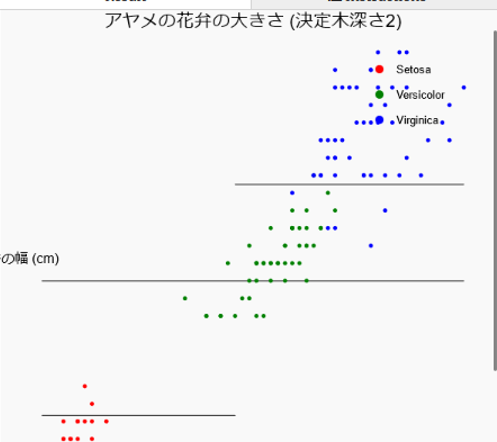 アヤメの花弁の大きさ (決定木深さ2)
Setosa
Versicolor
Virginica
の幅 (cm)